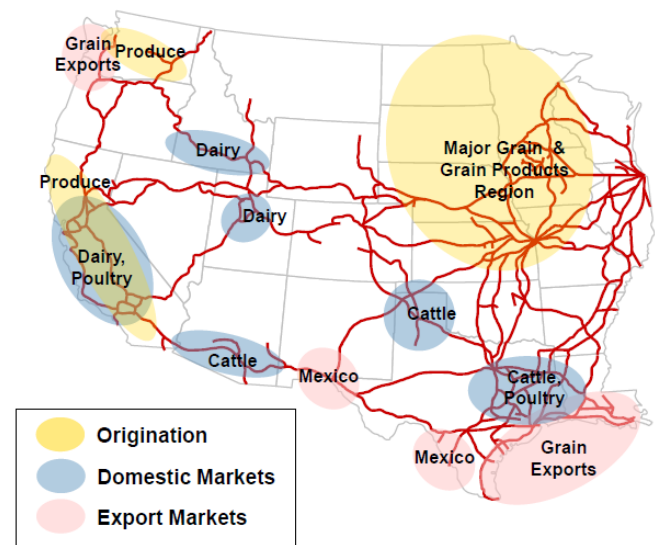 Grain
Exports
Produce
Dairy
Major Grain &
Grain Products
Region
Produce
Dairy
Dairy,
Poultry
Cattle
Cattle
Mexico
Cattle,
Poultry
Mexico
Grain
Exports
Origination
Domestic Markets
Export Markets